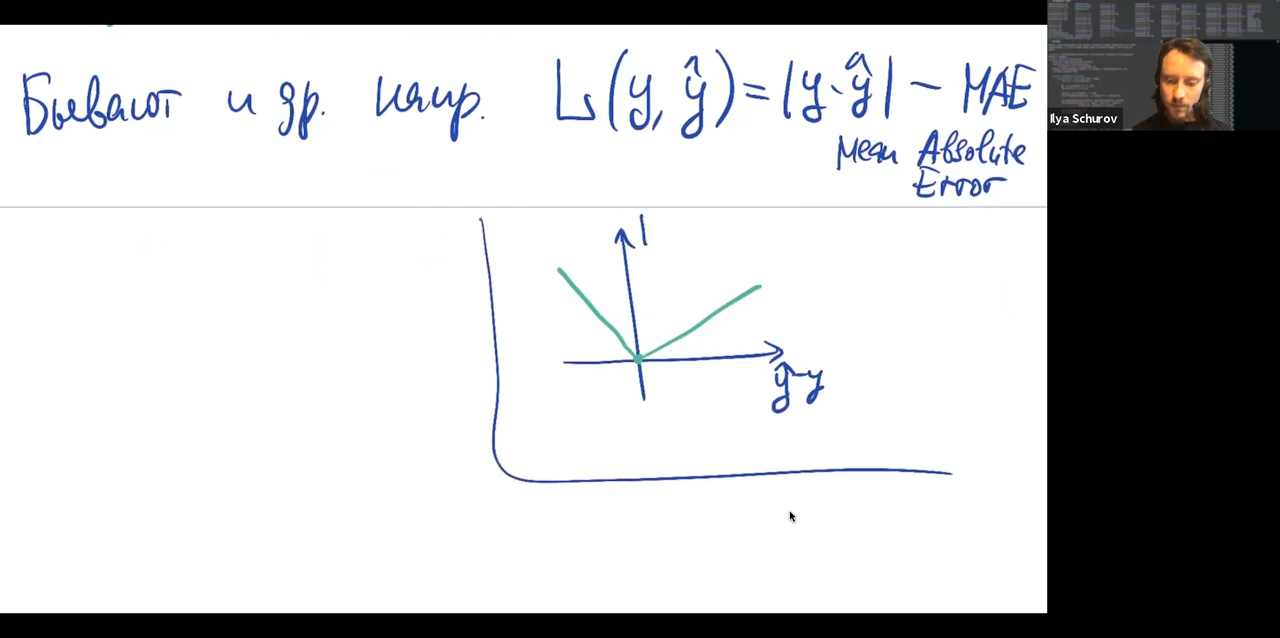 Бывают и др. напр. L(y, ŷ) = |y - ŷ| - MAE
Mean Absolute
Error
Ilya Schurov
l
ŷ-y